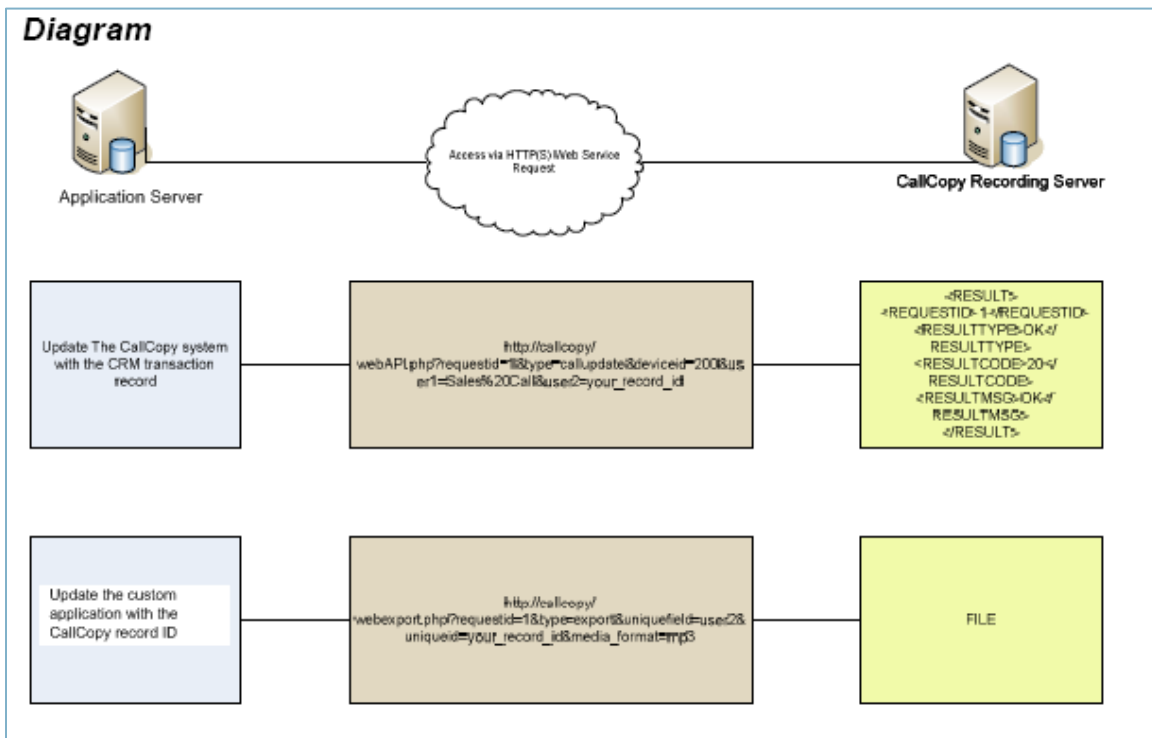 Diagram
Access via HTTP(S) Web Service
Request
Application Server
CallCopy Recording Server
Update The CallCopy system
with the CRM transaction
record
http://callcopy/
webAPI.php?requestid=1&type=callupdate&deviceid=200&us
er1=Sales%20Call&user2=your_record_id
<RESULT>
<REQUESTID>1</REQUESTID>
<RESULTTYPE>OK</
RESULTTYPE>
<RESULTCODE>20</
RESULTCODE>
<RESULTMSG>OK</
RESULTMSG>
</RESULT>
Update the custom
application with the
CallCopy record ID
http://callcopy/
webexport.php?requestid=1&type=export&uniquefield=user2&
uniqueid=your_record_id&media_format=mp3
FILE